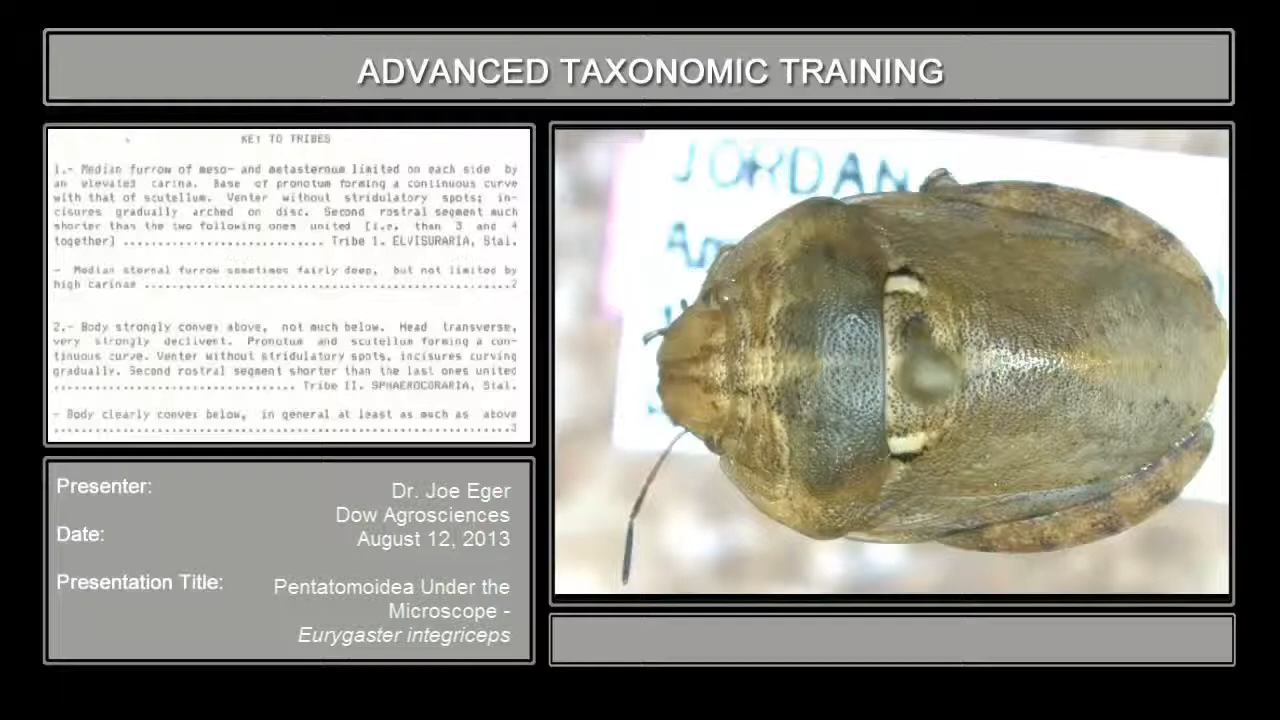 ADVANCED TAXONOMIC TRAINING
KEY TO TRIBES
1.- Median furrow of meso- and metasternum limited on each side by
an elevated carina. Base of pronotum forming a continuous curve
with that of scutellum. Venter without stridulatory spots; in-
cisures gradually arched on disc. Second rostral segment much
shorter than the two following ones united [i.e. than 3 and 4
together] .............................. Tribe 1. ELVISURARIA, Stal.
- Median sternal furrow sometimes fairly deep, but not limited by
high carinae ........................................................2
2.- Body strongly convex above, not much below. Head transverse,
very strongly declivent. Pronotum and scutellum forming a con-
tinuous curve. Venter without stridulatory spots, incisures curving
gradually. Second rostral segment shorter than the last ones united
................................... Tribe II. SPHAEROCORARIA, Stal.
- Body clearly convex below, in general at least as much as above
.....................................................................3
JORDAN
Presenter:
Dr. Joe Eger
Dow Agrosciences
Date:
August 12, 2013
Presentation Title:
Pentatomoidea Under the
Microscope -
Eurygaster integriceps